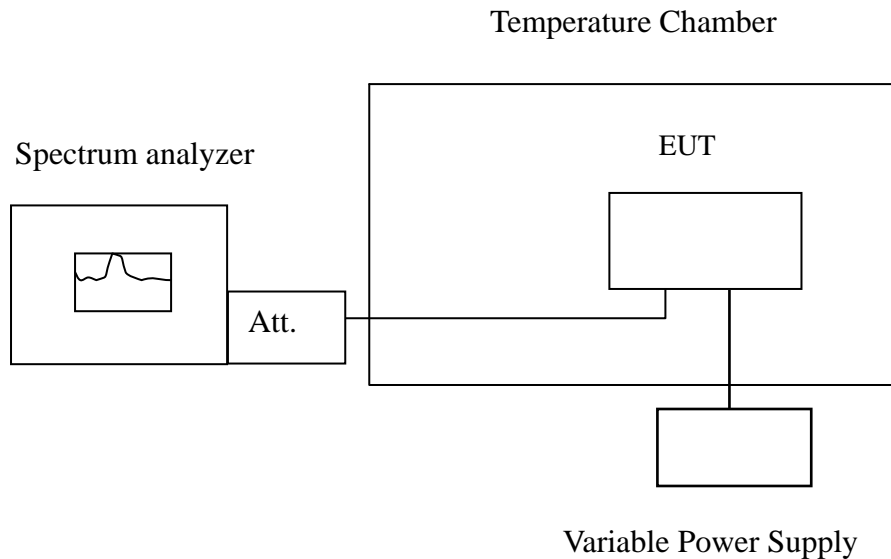 Temperature Chamber
Spectrum analyzer
EUT
Att.
Variable Power Supply